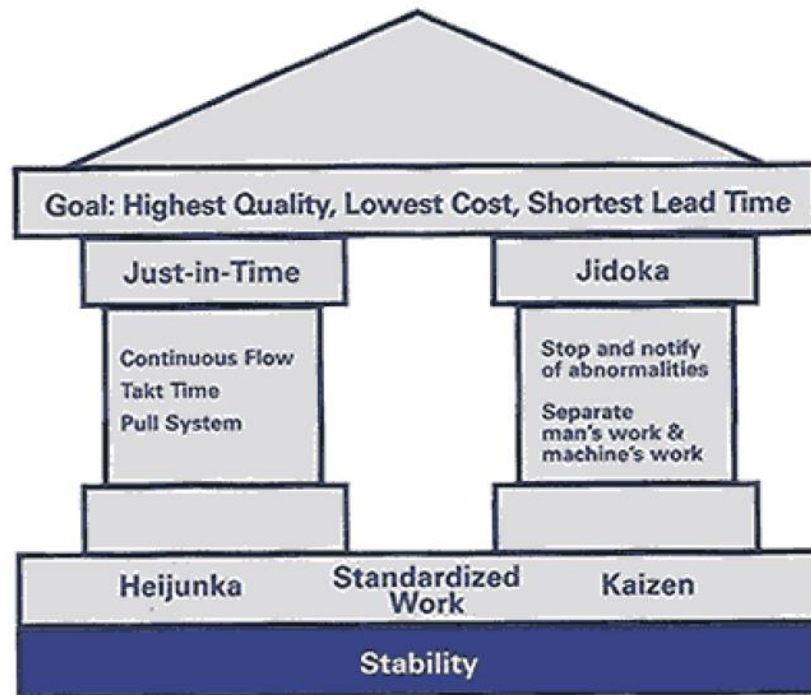 Goal: Highest Quality, Lowest Cost, Shortest Lead Time
Just-in-Time
Continuous Flow
Takt Time
Pull System
Jidoka
Stop and notify
of abnormalities
Separate
man's work &
machine's work
Heijunka
Standardized
Work
Kaizen
Stability